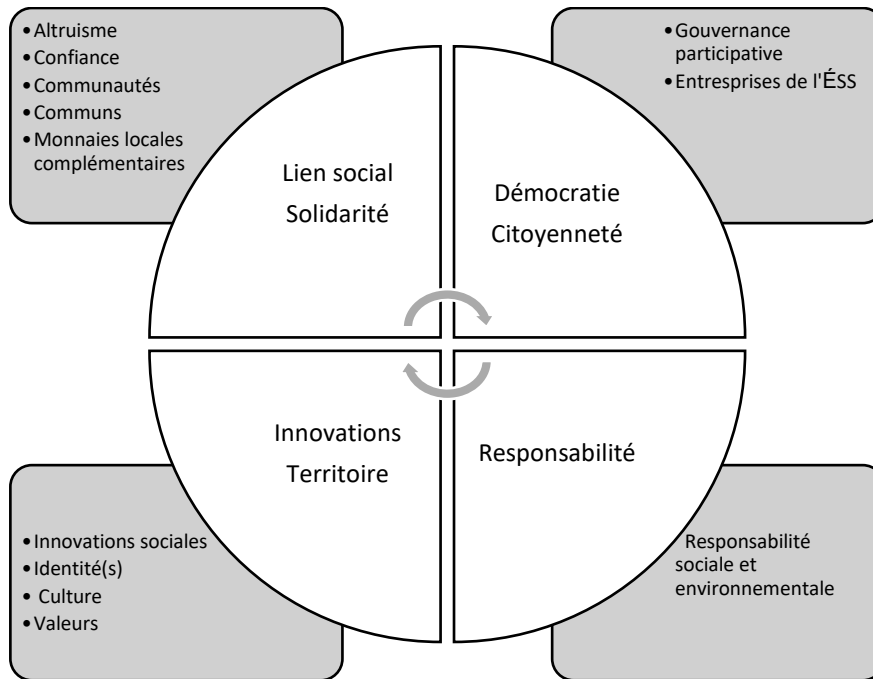 •Altruisme
•Confiance
•Communautés
•Communs
•Monnaies locales
complémentaires
•Gouvernance
participative
•Entresprises de l'ÉSS
Lien social
Solidarité
Démocratie
Citoyenneté
Innovations
Territoire
Responsabilité
•Innovations sociales
•Identité(s)
• Culture
•Valeurs
Responsabilité
sociale et
environnementale